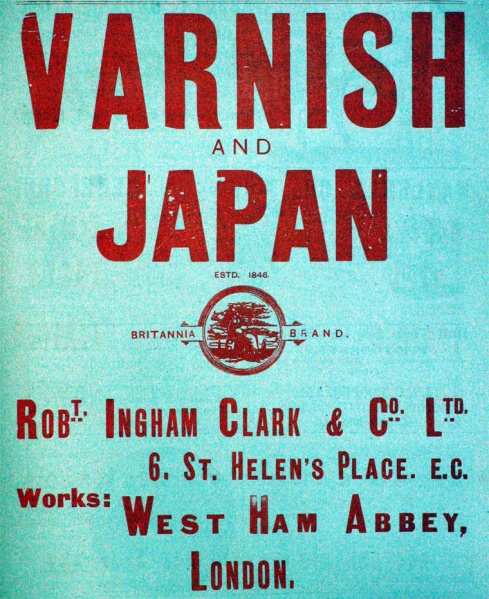 VARNISH
AND
JAPAN
ESTD. 1846.
BRITANNIA BRAND.
ROBT. INGHAM CLARK & CO. LTD.
6. ST. HELEN'S PLACE. E.C.
Works: WEST HAM ABBEY,
LONDON.